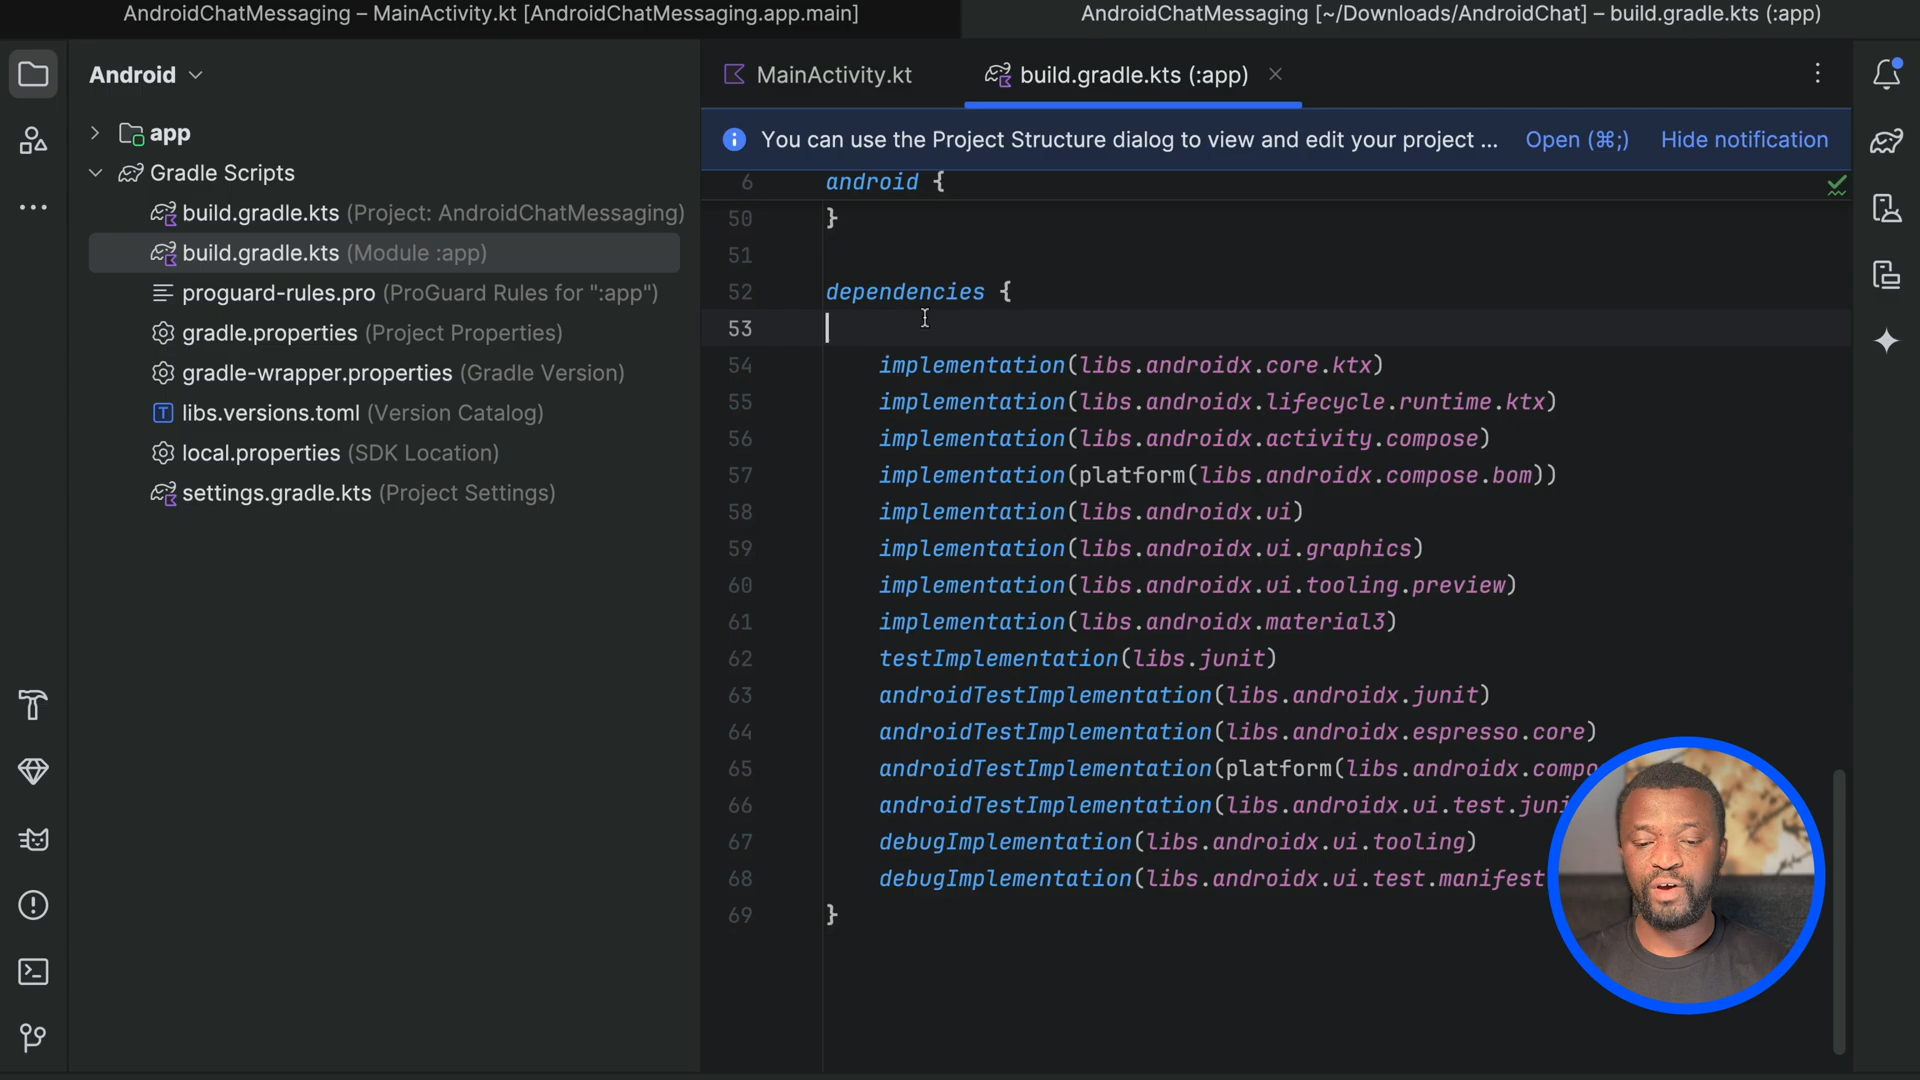 AndroidChatMessaging – MainActivity.kt [AndroidChatMessaging.app.main]
AndroidChatMessaging [~/Downloads/AndroidChat] – build.gradle.kts (:app)
Android
app
Gradle Scripts
build.gradle.kts (Project: AndroidChatMessaging)
build.gradle.kts (Module :app)
proguard-rules.pro (ProGuard Rules for ":app")
gradle.properties (Project Properties)
gradle-wrapper.properties (Gradle Version)
libs.versions.toml (Version Catalog)
local.properties (SDK Location)
settings.gradle.kts (Project Settings)
MainActivity.kt
build.gradle.kts (:app)
You can use the Project Structure dialog to view and edit your project ... Open (⌘;) Hide notification
6 android {
50 }
51
52 dependencies {
53
54 implementation(libs.androidx.core.ktx)
55 implementation(libs.androidx.lifecycle.runtime.ktx)
56 implementation(libs.androidx.activity.compose)
57 implementation(platform(libs.androidx.compose.bom))
58 implementation(libs.androidx.ui)
59 implementation(libs.androidx.ui.graphics)
60 implementation(libs.androidx.ui.tooling.preview)
61 implementation(libs.androidx.material3)
62 testImplementation(libs.junit)
63 androidTestImplementation(libs.androidx.junit)
64 androidTestImplementation(libs.androidx.espresso.core)
65 androidTestImplementation(platform(libs.androidx.compo
66 androidTestImplementation(libs.androidx.ui.test.juni
67 debugImplementation(libs.androidx.ui.tooling)
68 debugImplementation(libs.androidx.ui.test.manifest
69 }